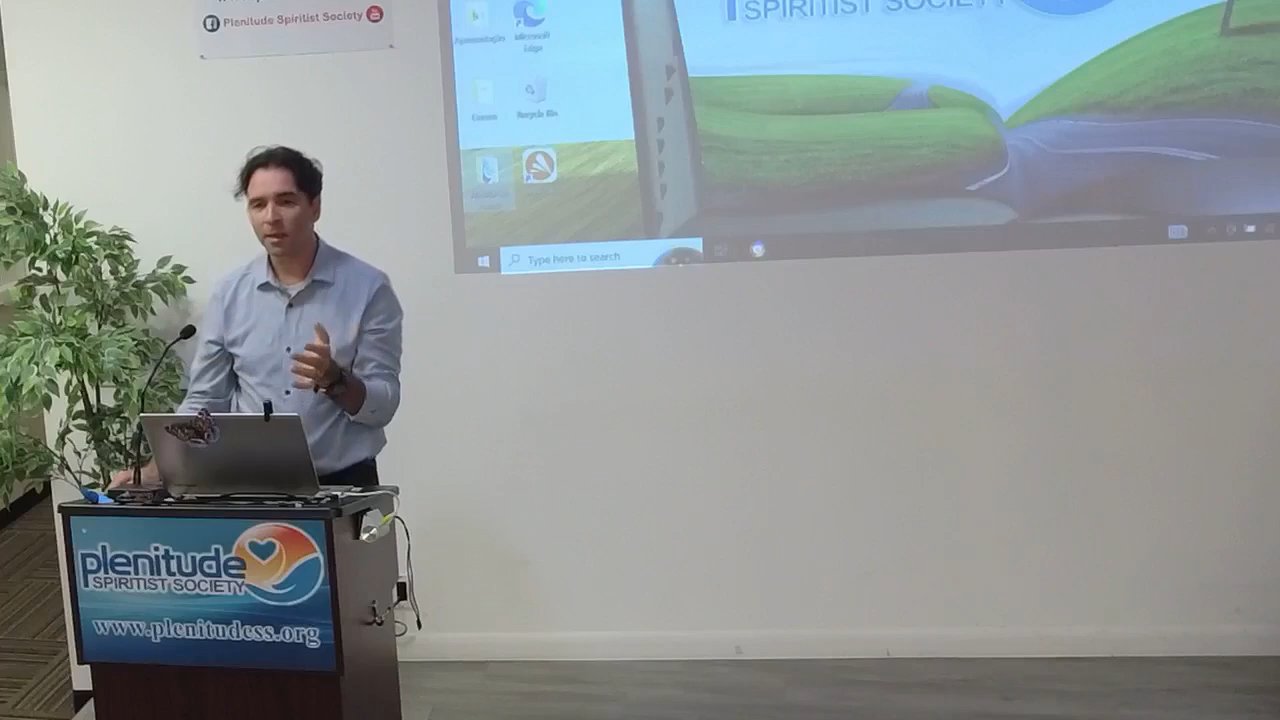 Plenitude Spiritist Society
SPIRITIST SOCIETY
Apresentação
Microsoft
Edge
Recycle Bin
Type here to search
plenitude
SPIRITIST SOCIETY
www.plenitudess.org